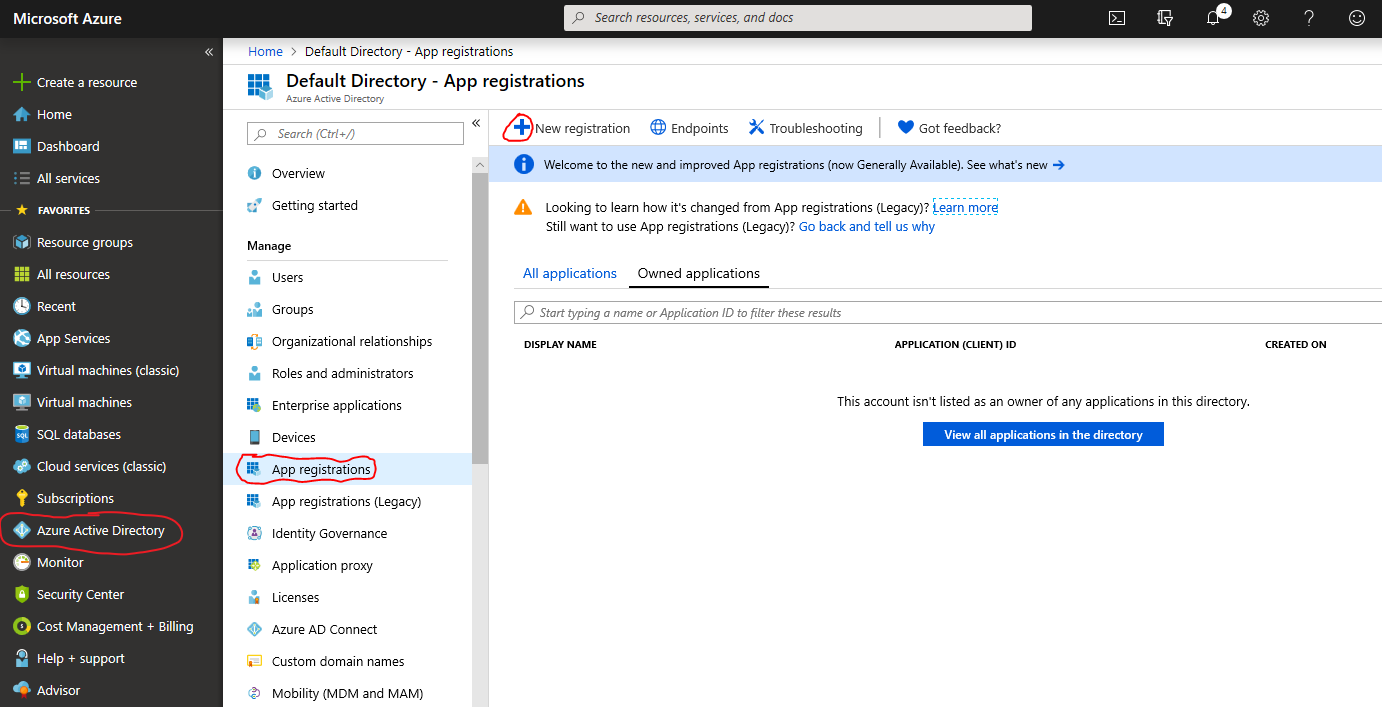 Microsoft Azure
Search resources, services, and docs
4
«
Create a resource
Home
Dashboard
All services
FAVORITES
Resource groups
All resources
Recent
App Services
Virtual machines (classic)
Virtual machines
SQL databases
Cloud services (classic)
Subscriptions
Azure Active Directory
Monitor
Security Center
Cost Management + Billing
Help + support
Advisor
Home > Default Directory - App registrations
Default Directory - App registrations
Azure Active Directory
Search (Ctrl+/)
«
Overview
Getting started
Manage
Users
Groups
Organizational relationships
Roles and administrators
Enterprise applications
Devices
App registrations
App registrations (Legacy)
Identity Governance
Application proxy
Licenses
Azure AD Connect
Custom domain names
Mobility (MDM and MAM)
New registration Endpoints Troubleshooting Got feedback?
Welcome to the new and improved App registrations (now Generally Available). See what's new →
Looking to learn how it's changed from App registrations (Legacy)? Learn more
Still want to use App registrations (Legacy)? Go back and tell us why
All applications Owned applications
Start typing a name or Application ID to filter these results
DISPLAY NAME APPLICATION (CLIENT) ID CREATED ON
This account isn't listed as an owner of any applications in this directory.
View all applications in the directory